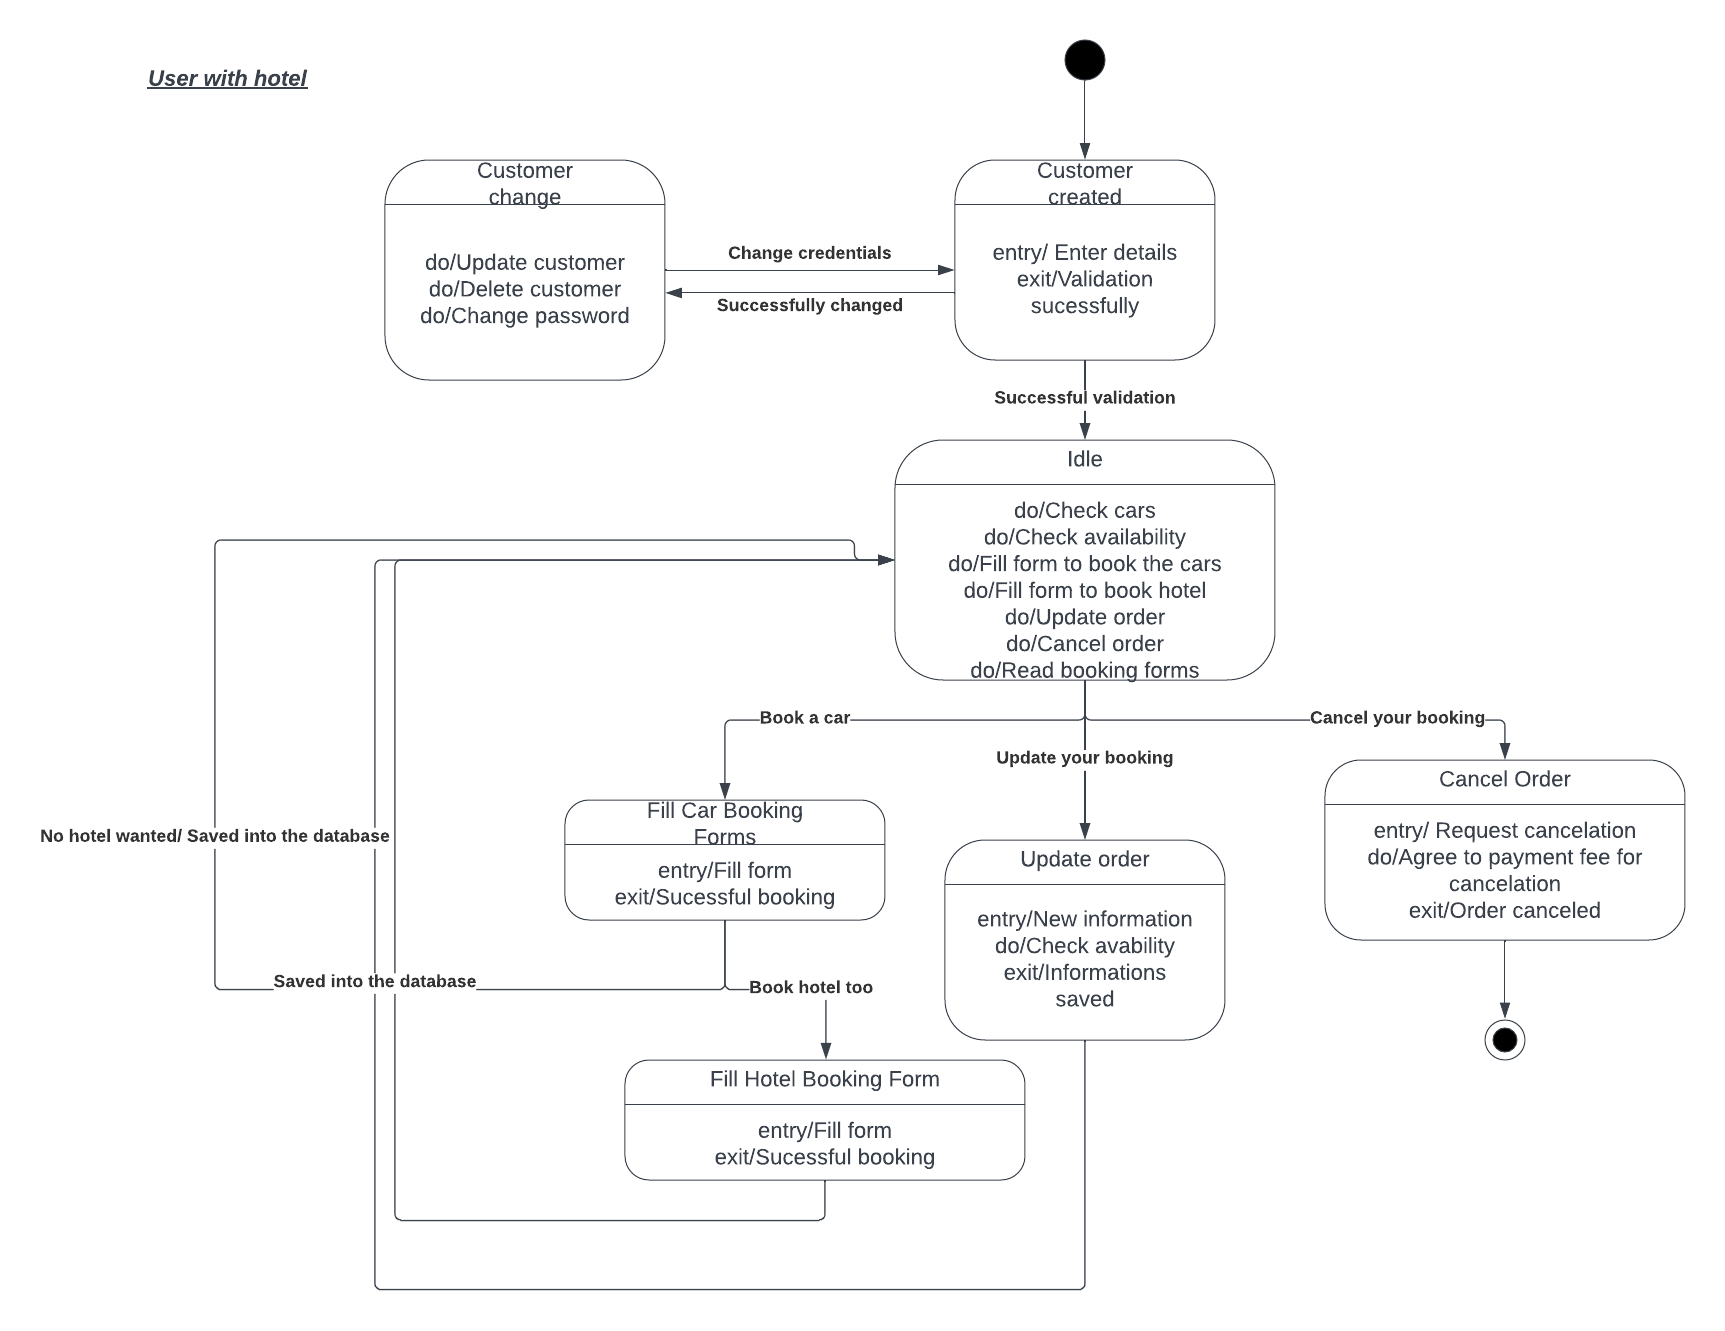 User with hotel
Customer
change
do/Update customer
do/Delete customer
do/Change password
Change credentials
Successfully changed
Customer
created
entry/ Enter details
exit/Validation
sucessfully
Successful validation
Idle
do/Check cars
do/Check availability
do/Fill form to book the cars
do/Fill form to book hotel
do/Update order
do/Cancel order
do/Read booking forms
Book a car
Update your booking
Cancel your booking
No hotel wanted/ Saved into the database
Fill Car Booking
Forms
entry/Fill form
exit/Sucessful booking
Update order
entry/New information
do/Check avability
exit/Informations
saved
Cancel Order
entry/ Request cancelation
do/Agree to payment fee for
cancelation
exit/Order canceled
Saved into the database
Book hotel too
Fill Hotel Booking Form
entry/Fill form
exit/Sucessful booking